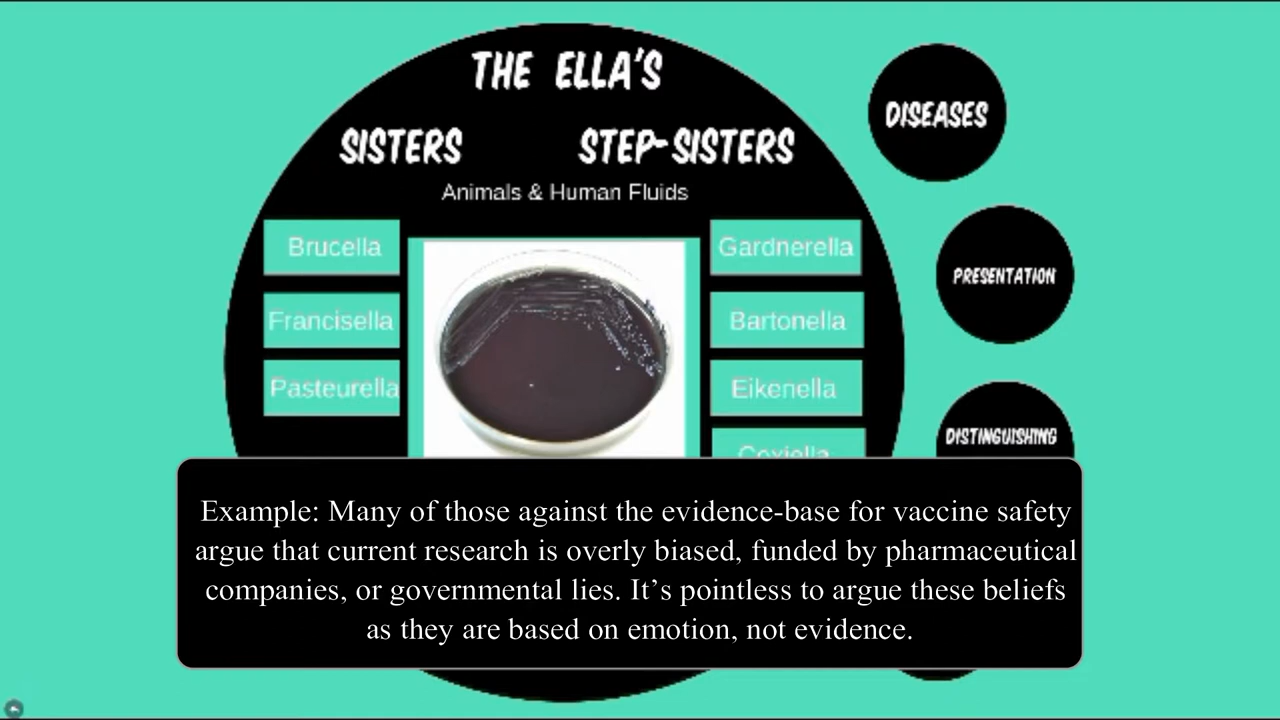 THE ELLA'S
SISTERS STEP-SISTERS
Animals & Human Fluids
Brucella
Francisella
Pasteurella
Gardnerella
Bartonella
Eikenella
Coxiella
DISEASES
PRESENTATION
DISTINGUISHING
Example: Many of those against the evidence-base for vaccine safety
argue that current research is overly biased, funded by pharmaceutical
companies, or governmental lies. It’s pointless to argue these beliefs
as they are based on emotion, not evidence.